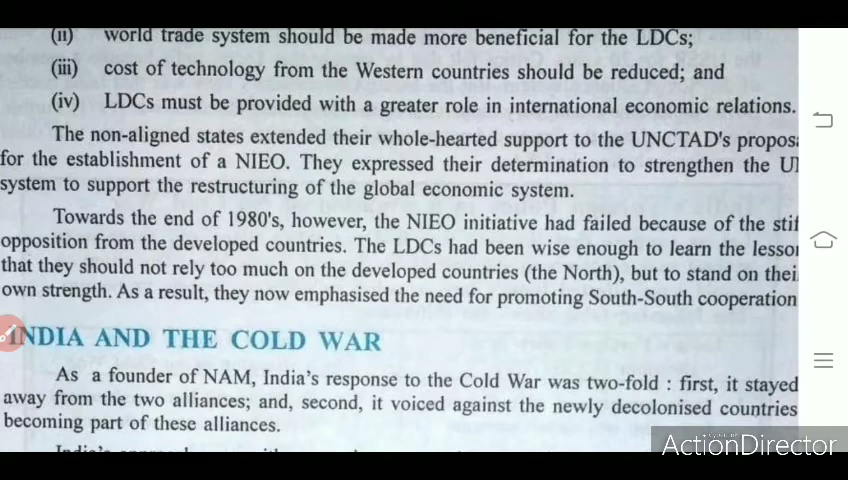 (ii) world trade system should be made more beneficial for the LDCs;
(iii) cost of technology from the Western countries should be reduced; and
(iv) LDCs must be provided with a greater role in international economic relations.
The non-aligned states extended their whole-hearted support to the UNCTAD's
for the establishment of a NIEO. They expressed their determination to strengthen the
system to support the restructuring of the global economic system.
Towards the end of 1980's, however, the NIEO initiative had failed because of the
opposition from the developed countries. The LDCs had been wise enough to learn the
that they should not rely too much on the developed countries (the North), but to stand on
own strength. As a result, they now emphasised the need for promoting South-South cooperation
INDIA AND THE COLD WAR
As a founder of NAM, India's response to the Cold War was two-fold : first, it stayed
away from the two alliances; and, second, it voiced against the newly decolonised countries
becoming part of these alliances.
ActionDirector